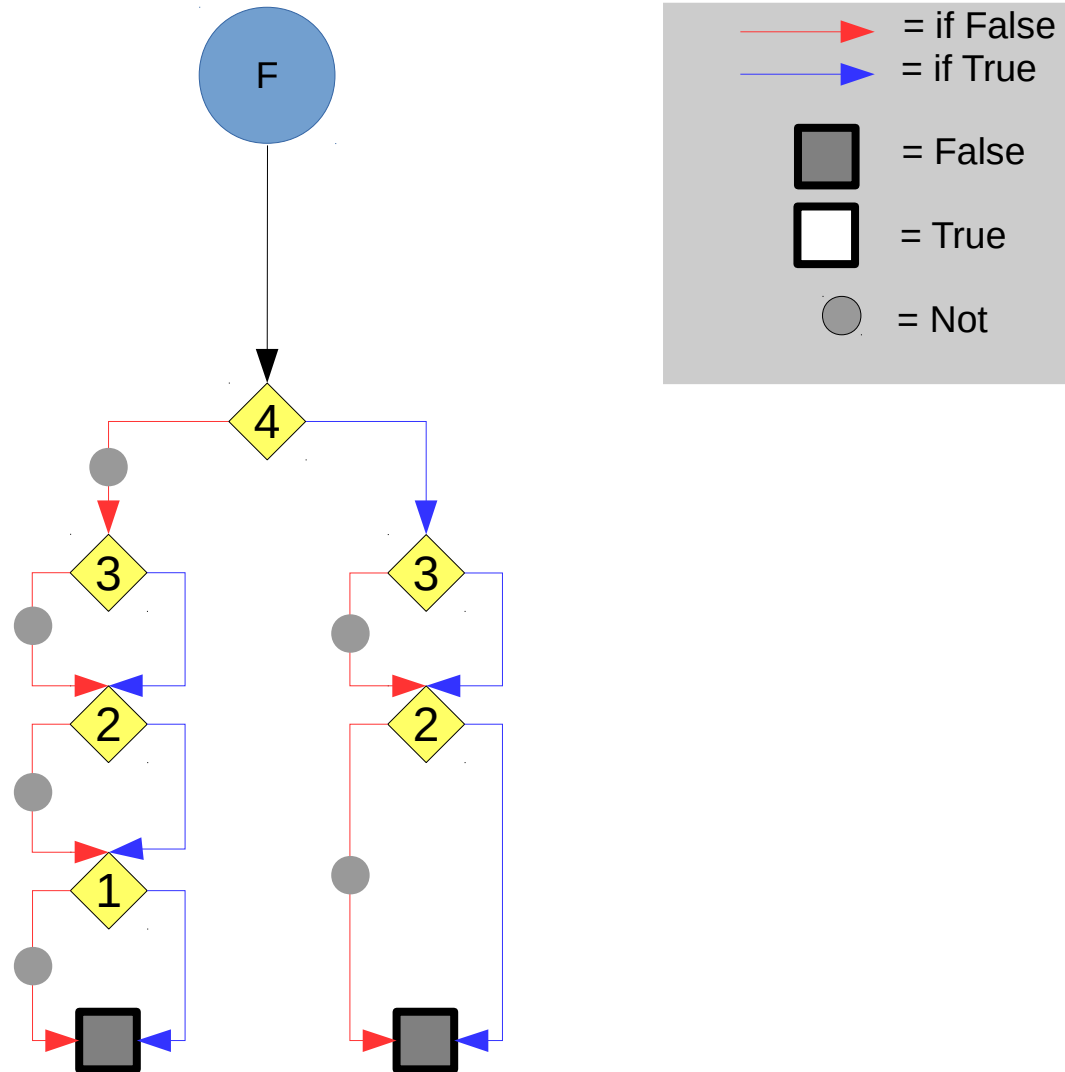 F
= if False
= if True
= False
= True
= Not
4
3
3
2
2
1